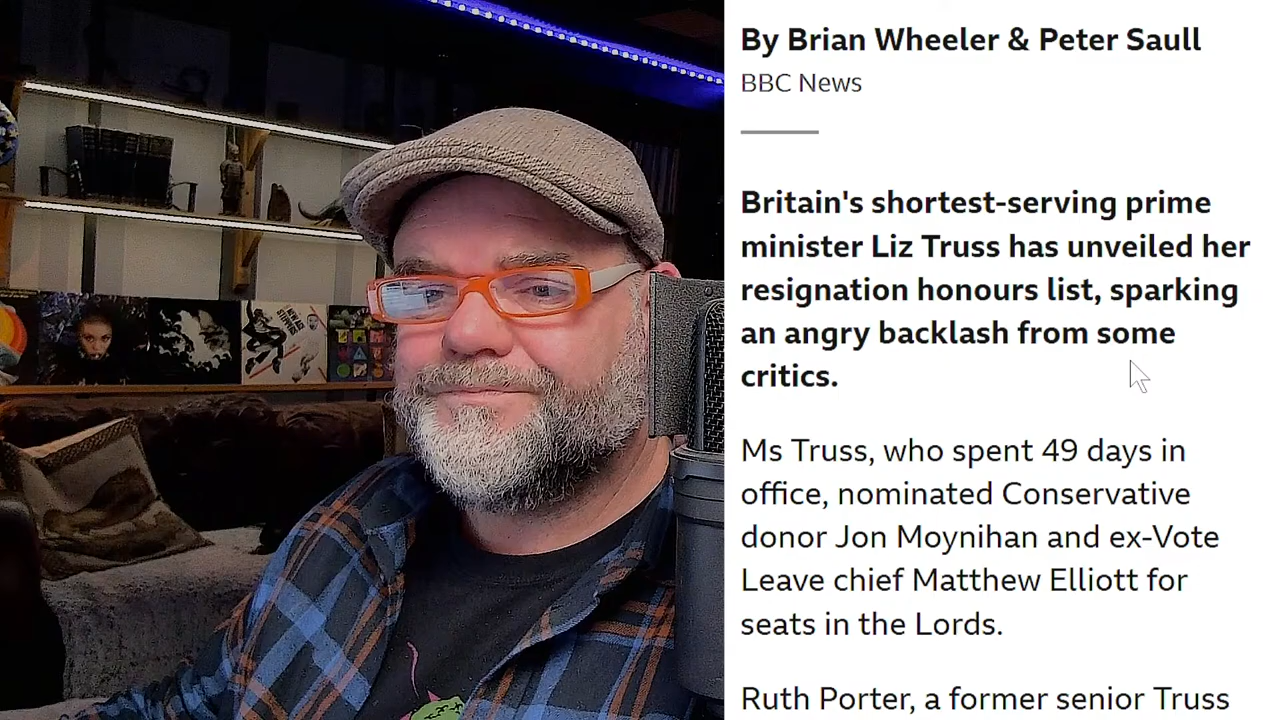 By Brian Wheeler & Peter Saull
BBC News
Britain's shortest-serving prime
minister Liz Truss has unveiled her
resignation honours list, sparking
an angry backlash from some
critics.
Ms Truss, who spent 49 days in
office, nominated Conservative
donor Jon Moynihan and ex-Vote
Leave chief Matthew Elliott for
seats in the Lords.
Ruth Porter, a former senior Truss